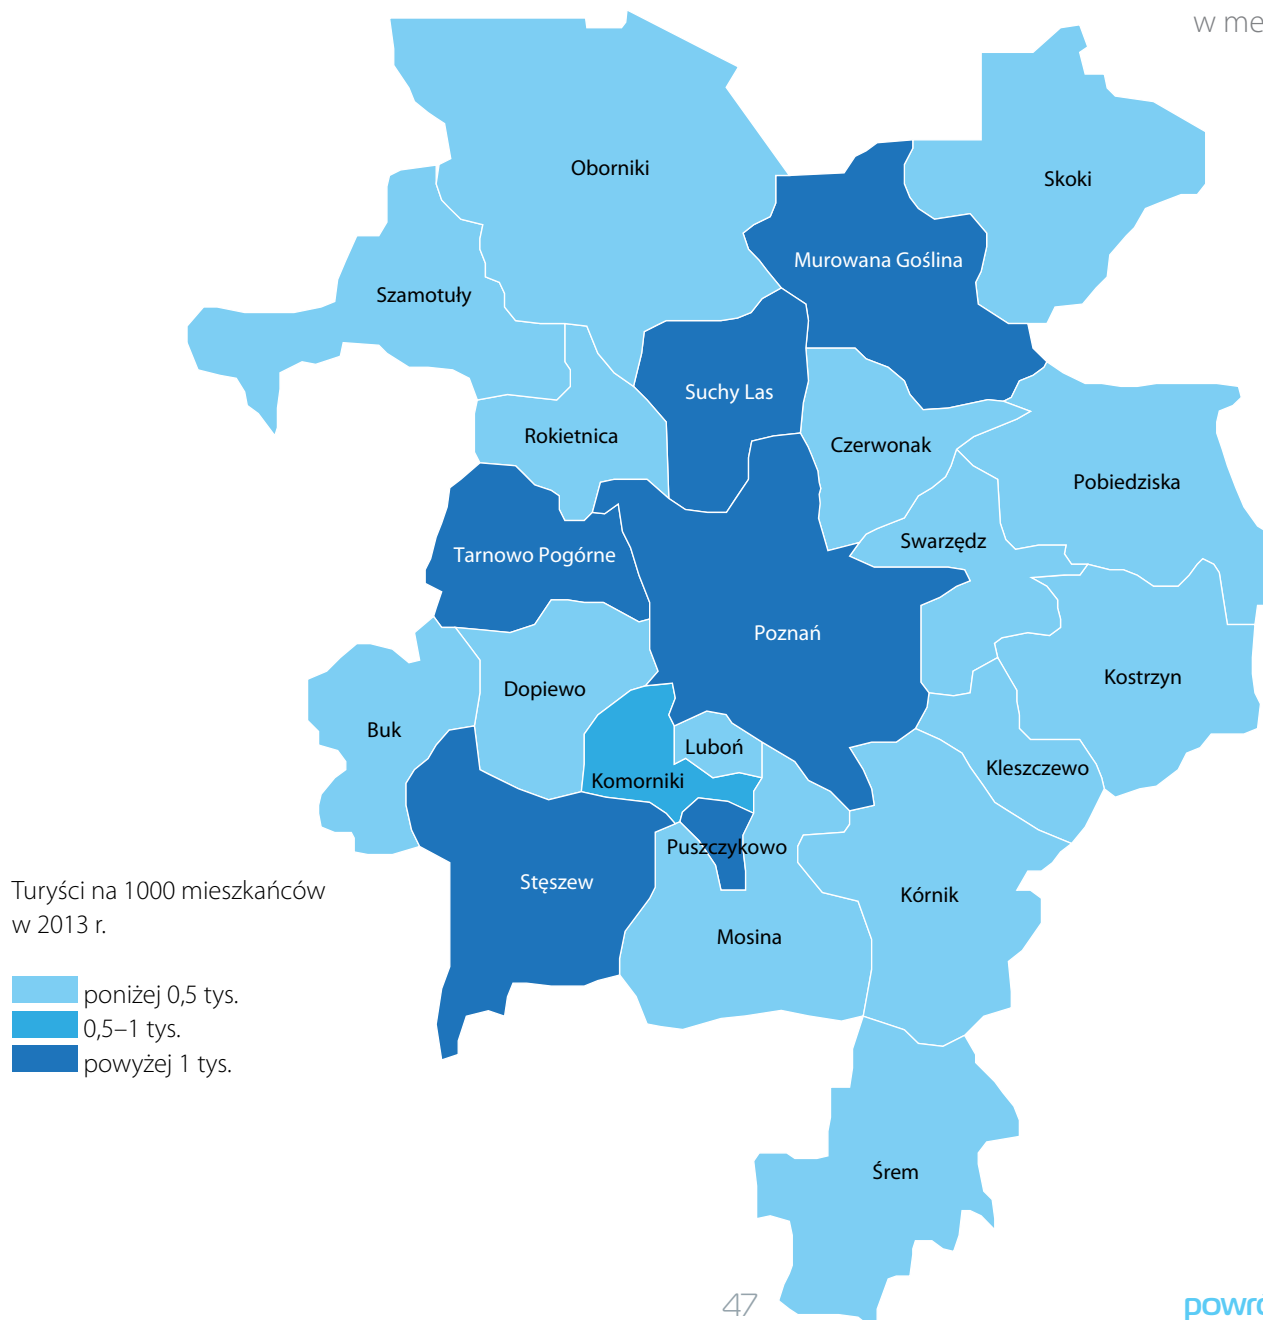 w me
Oborniki
Skoki
Murowana Goślina
Szamotuły
Suchy Las
Rokietnica
Czerwonak
Pobiedziska
Swarzędz
Tarnowo Pogórne
Poznań
Kostrzyn
Dopiewo
Buk
Luboń
Kleszczewo
Komorniki
Puszczykowo
Stęszew
Kórnik
Mosina
Turyści na 1000 mieszkańców
w 2013 r.
poniżej 0,5 tys.
0,5–1 tys.
powyżej 1 tys.
Śrem
47
powro